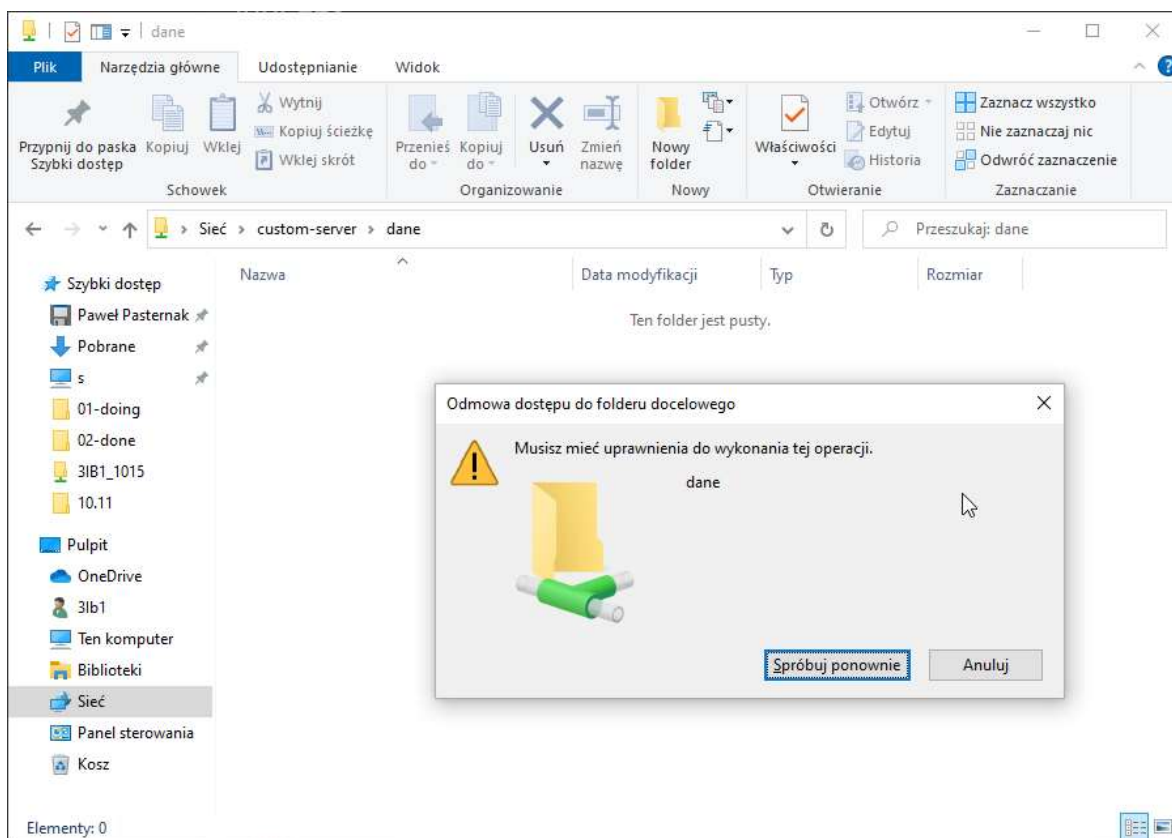 dane
Plik Narzędzia główne Udostępnianie Widok
Przypnij do paska Szybki dostęp
Kopiuj
Wklej
Wytnij
Kopiuj ścieżkę
Wklej skrót
Schowek
Przenieś do
Kopiuj do
Usuń
Zmień nazwę
Organizowanie
Nowy folder
Nowy
Właściwości
Otwórz
Edytuj
Historia
Otwieranie
Zaznacz wszystko
Nie zaznaczaj nic
Odwróć zaznaczenie
Zaznaczanie
Sieć > custom-server > dane
Przeszukaj: dane
Szybki dostęp
Paweł Pasternak
Pobrane
s
01-doing
02-done
3IB1_1015
10.11
Pulpit
OneDrive
3Ib1
Ten komputer
Biblioteki
Sieć
Panel sterowania
Kosz
Nazwa Data modyfikacji Typ Rozmiar
Ten folder jest pusty.
Odmowa dostępu do folderu docelowego
Musisz mieć uprawnienia do wykonania tej operacji.
dane
Spróbuj ponownie Anuluj
Elementy: 0